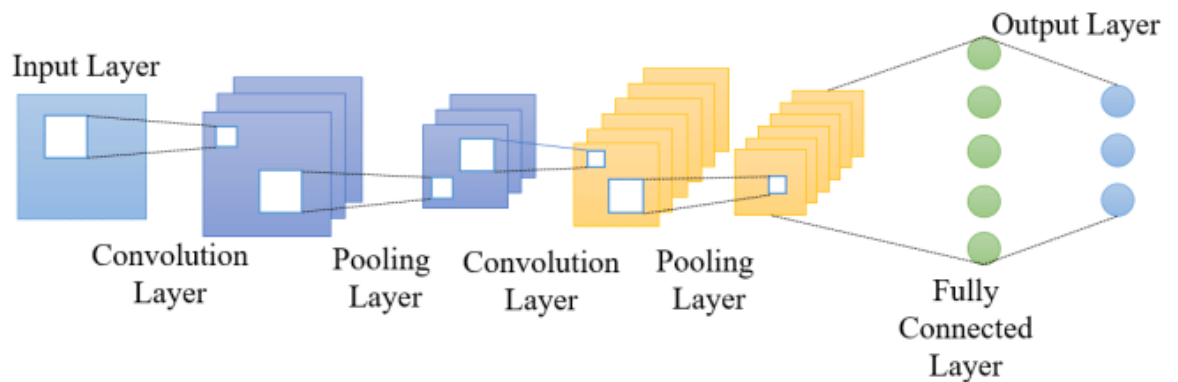 Input Layer
Convolution
Layer
Pooling
Layer
Convolution
Layer
Pooling
Layer
Fully
Connected
Layer
Output Layer